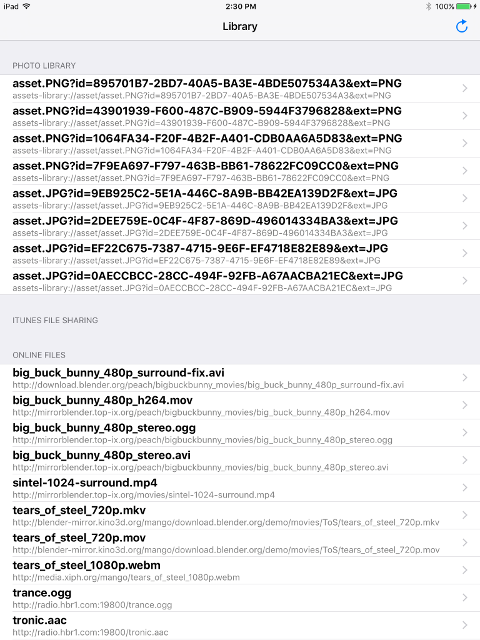 iPad 2:30 PM 100%
Library
PHOTO LIBRARY
asset.PNG?id=895701B7-2BD7-40A5-BA3E-4BDE507534A3&ext=PNG
assets-library://asset/asset.PNG?id=895701B7-2BD7-40A5-BA3E-4BDE507534A3&ext=PNG
asset.PNG?id=43901939-F600-487C-B909-5944F3796828&ext=PNG
assets-library://asset/asset.PNG?id=43901939-F600-487C-B909-5944F3796828&ext=PNG
asset.PNG?id=1064FA34-F20F-4B2F-A401-CDB0AA6A5D83&ext=PNG
assets-library://asset/asset.PNG?id=1064FA34-F20F-4B2F-A401-CDB0AA6A5D83&ext=PNG
asset.PNG?id=7F9EA697-F797-463B-BB61-78622FC09CC0&ext=PNG
assets-library://asset/asset.PNG?id=7F9EA697-F797-463B-BB61-78622FC09CC0&ext=PNG
asset.JPG?id=9EB925C2-5E1A-446C-8A9B-BB42EA139D2F&ext=JPG
assets-library://asset/asset.JPG?id=9EB925C2-5E1A-446C-8A9B-BB42EA139D2F&ext=JPG
asset.JPG?id=2DEE759E-0C4F-4F87-869D-496014334BA3&ext=JPG
assets-library://asset/asset.JPG?id=2DEE759E-0C4F-4F87-869D-496014334BA3&ext=JPG
asset.JPG?id=EF22C675-7387-4715-9E6F-EF4718E82E89&ext=JPG
assets-library://asset/asset.JPG?id=EF22C675-7387-4715-9E6F-EF4718E82E89&ext=JPG
asset.JPG?id=0AECCBCC-28CC-494F-92FB-A67AACBA21EC&ext=JPG
assets-library://asset/asset.JPG?id=0AECCBCC-28CC-494F-92FB-A67AACBA21EC&ext=JPG
ITUNES FILE SHARING
ONLINE FILES
big_buck_bunny_480p_surround-fix.avi
http://download.blender.org/peach/bigbuckbunny_movies/big_buck_bunny_480p_surround-fix.avi
big_buck_bunny_480p_h264.mov
http://mirrorblender.top-ix.org/peach/bigbuckbunny_movies/big_buck_bunny_480p_h264.mov
big_buck_bunny_480p_stereo.ogg
http://mirrorblender.top-ix.org/peach/bigbuckbunny_movies/big_buck_bunny_480p_stereo.ogg
big_buck_bunny_480p_stereo.avi
http://mirrorblender.top-ix.org/peach/bigbuckbunny_movies/big_buck_bunny_480p_stereo.avi
sintel-1024-surround.mp4
http://mirrorblender.top-ix.org/movies/sintel-1024-surround.mp4
tears_of_steel_720p.mkv
http://blender-mirror.kino3d.org/mango/download.blender.org/demo/movies/ToS/tears_of_steel_720p.mkv
tears_of_steel_720p.mov
http://blender-mirror.kino3d.org/mango/download.blender.org/demo/movies/ToS/tears_of_steel_720p.mov
tears_of_steel_1080p.webm
http://media.xiph.org/mango/tears_of_steel_1080p.webm
trance.ogg
http://radio.hbr1.com:19800/trance.ogg
tronic.aac
http://radio.hbr1.com:19800/tronic.aac